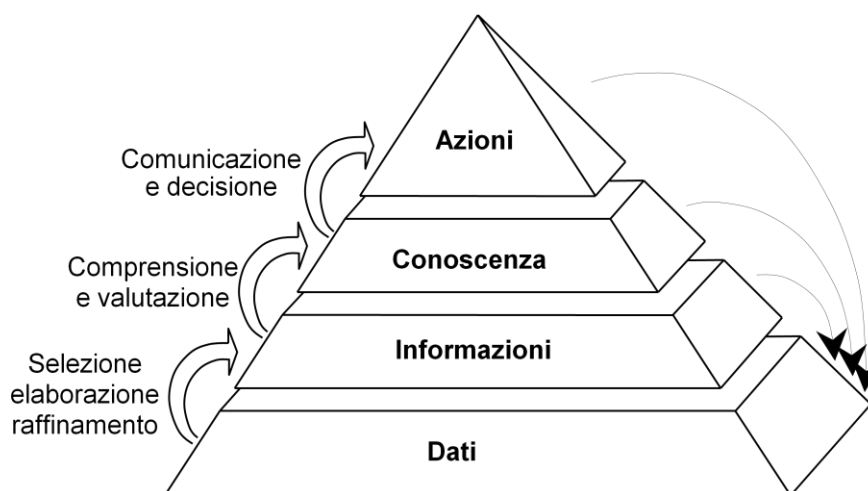 Azioni
Comunicazione
e decisione
Conoscenza
Comprensione
e valutazione
Informazioni
Selezione
elaborazione
raffinamento
Dati